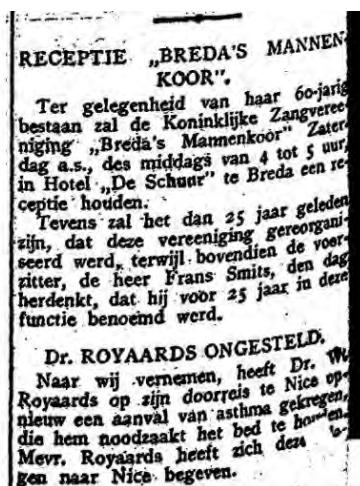 RECEPTIE „BREDA'S MANNEN-
KOOR".
Ter gelegenheid van haar 60-jarig
bestaan zal de Koninklijke Zangveree-
niging „Breda's Mannenkoor" Zater-
dag a.s., des middags van 4 tot 5 uur,
in Hotel „De Schuur" te Breda een re-
ceptie houden.
Tevens zal het dan 25 jaar geleden
zijn, dat deze vereeniging gereorgani-
seerd werd, terwijl bovendien de voor-
zitter, de heer Frans Smits, den dag
herdenkt, dat hij voor 25 jaar in deze
functie benoemd werd.
Dr. ROYAARDS ONGESTELD.
Naar wij vernemen, heeft Dr.
Royaards op zijn doorreis te Nice op-
nieuw een aanval van asthma gekregen,
die hem noodzaakt het bed te houden.
Mevr. Royaards heeft zich dezer
gen naar Nice begeven.